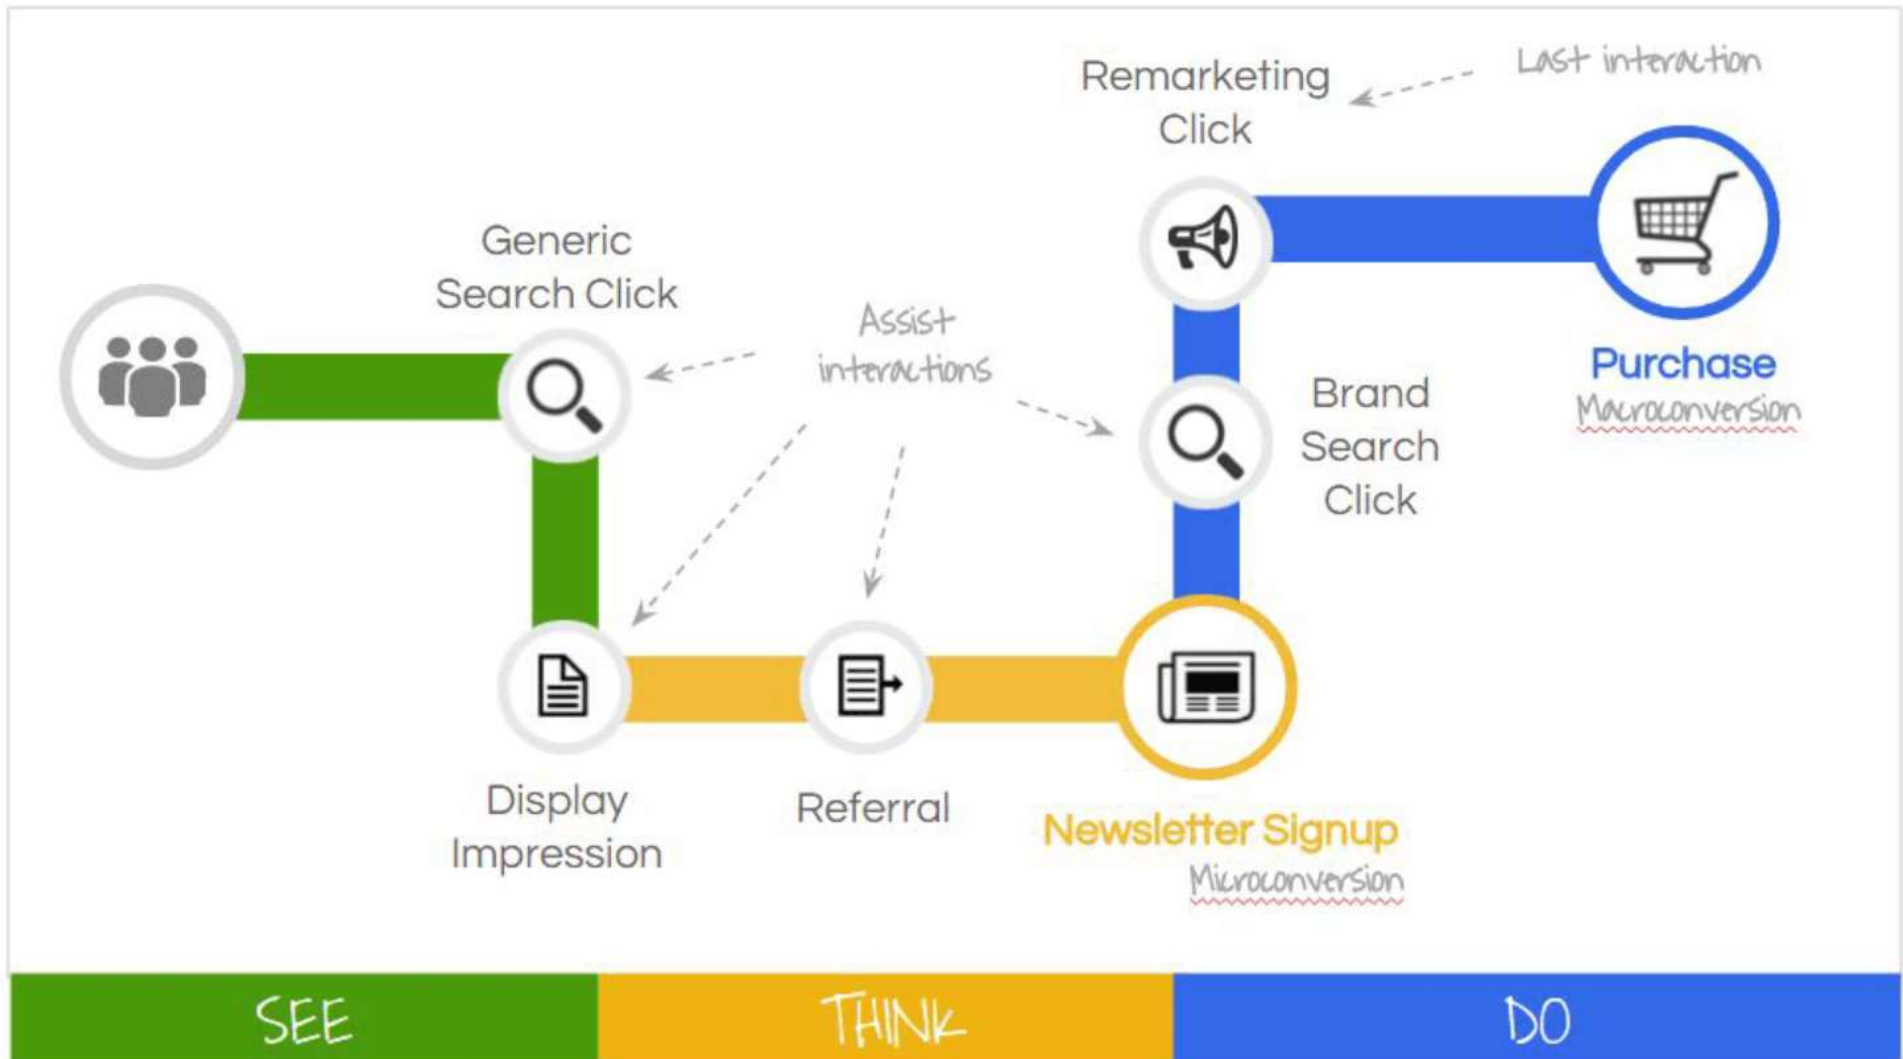 Remarketing
Click
Last interaction
Generic
Search Click
Assist
interactions
Brand
Search
Click
Purchase
Macroconversion
Display
Impression
Referral
Newsletter Signup
Microconversion
SEE
THINK
DO